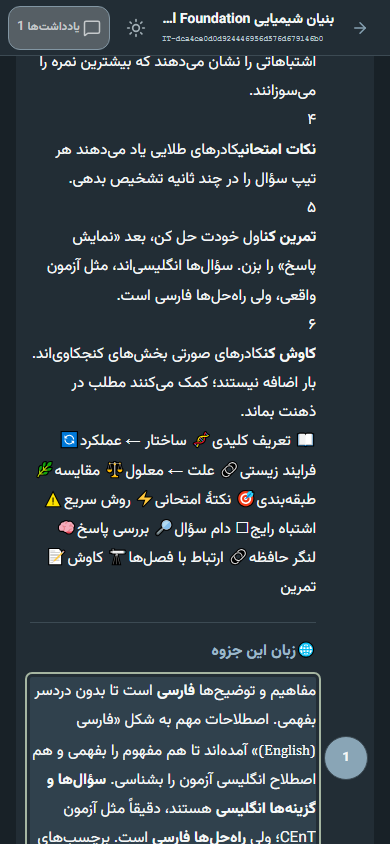 بنیان شیمیایی l Foundation...
IT-dca4ce0d0d924446956d576d679146b0
یادداشت‌ها 1
اشتباهاتی را نشان می‌دهند که بیشترین نمره را
می‌سوزانند.
۴
نکات امتحانیکادرهای طلایی یاد می‌دهند هر
تیپ سؤال را در چند ثانیه تشخیص بدهی.
۵
تمرین کناول خودت حل کن، بعد «نمایش
پاسخ» را بزن. سؤال‌ها انگلیسی‌اند، مثل آزمون
واقعی، ولی راه‌حل‌ها فارسی است.
۶
کاوش کنکادرهای صورتی بخش‌های کنجکاوی‌اند.
بار اضافه نیستند؛ کمک می‌کنند مطلب در
ذهنت بماند.
📖 تعریف کلیدی🧬 ساختار ← عملکرد🔄
فرایند زیستی🔗 علت ← معلول⚖️ مقایسه🌿
طبقه‌بندی🎯 نکتهٔ امتحانی⚡ روش سریع⚠️
اشتباه رایج☐ دام سؤال🔎 بررسی پاسخ🧠
لنگر حافظه🔗 ارتباط با فصل‌ها🔭 کاوش📝
تمرین
🌐 زبان این جزوه
مفاهیم و توضیح‌ها فارسی است تا بدون دردسر
بفهمی. اصطلاحات مهم به شکل «فارسی
(English)» آمده‌اند تا هم مفهوم را بفهمی و هم
اصطلاح انگلیسی آزمون را بشناسی. سؤال‌ها و
گزینه‌ها انگلیسی هستند، دقیقاً مثل آزمون
CEnT؛ ولی راه‌حل‌ها فارسی است. برچسب‌های
1